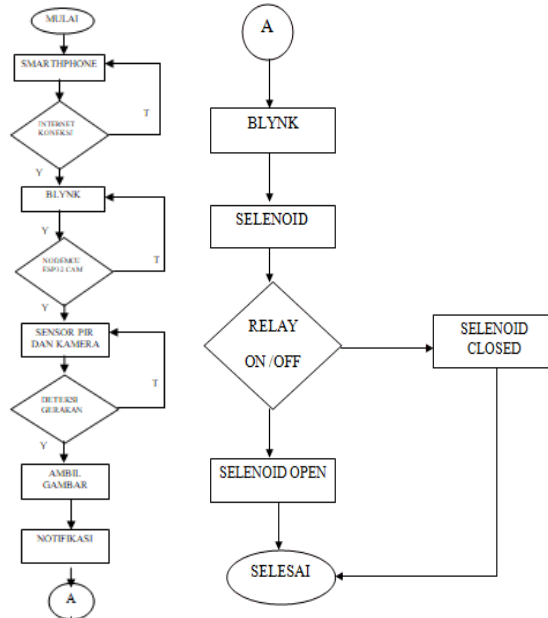 MULAI
SMARTHPHONE
INTERNET
KONEKSI
T
Y
BLYNK
Y
NODEMCU
ESP32 CAM
T
Y
SENSOR PIR
DAN KAMERA
T
DETEKSI
GERAKAN
Y
AMBIL
GAMBAR
NOTIFIKASI
A
A
BLYNK
SELENOID
RELAY
ON /OFF
SELENOID
CLOSED
SELENOID OPEN
SELESAI